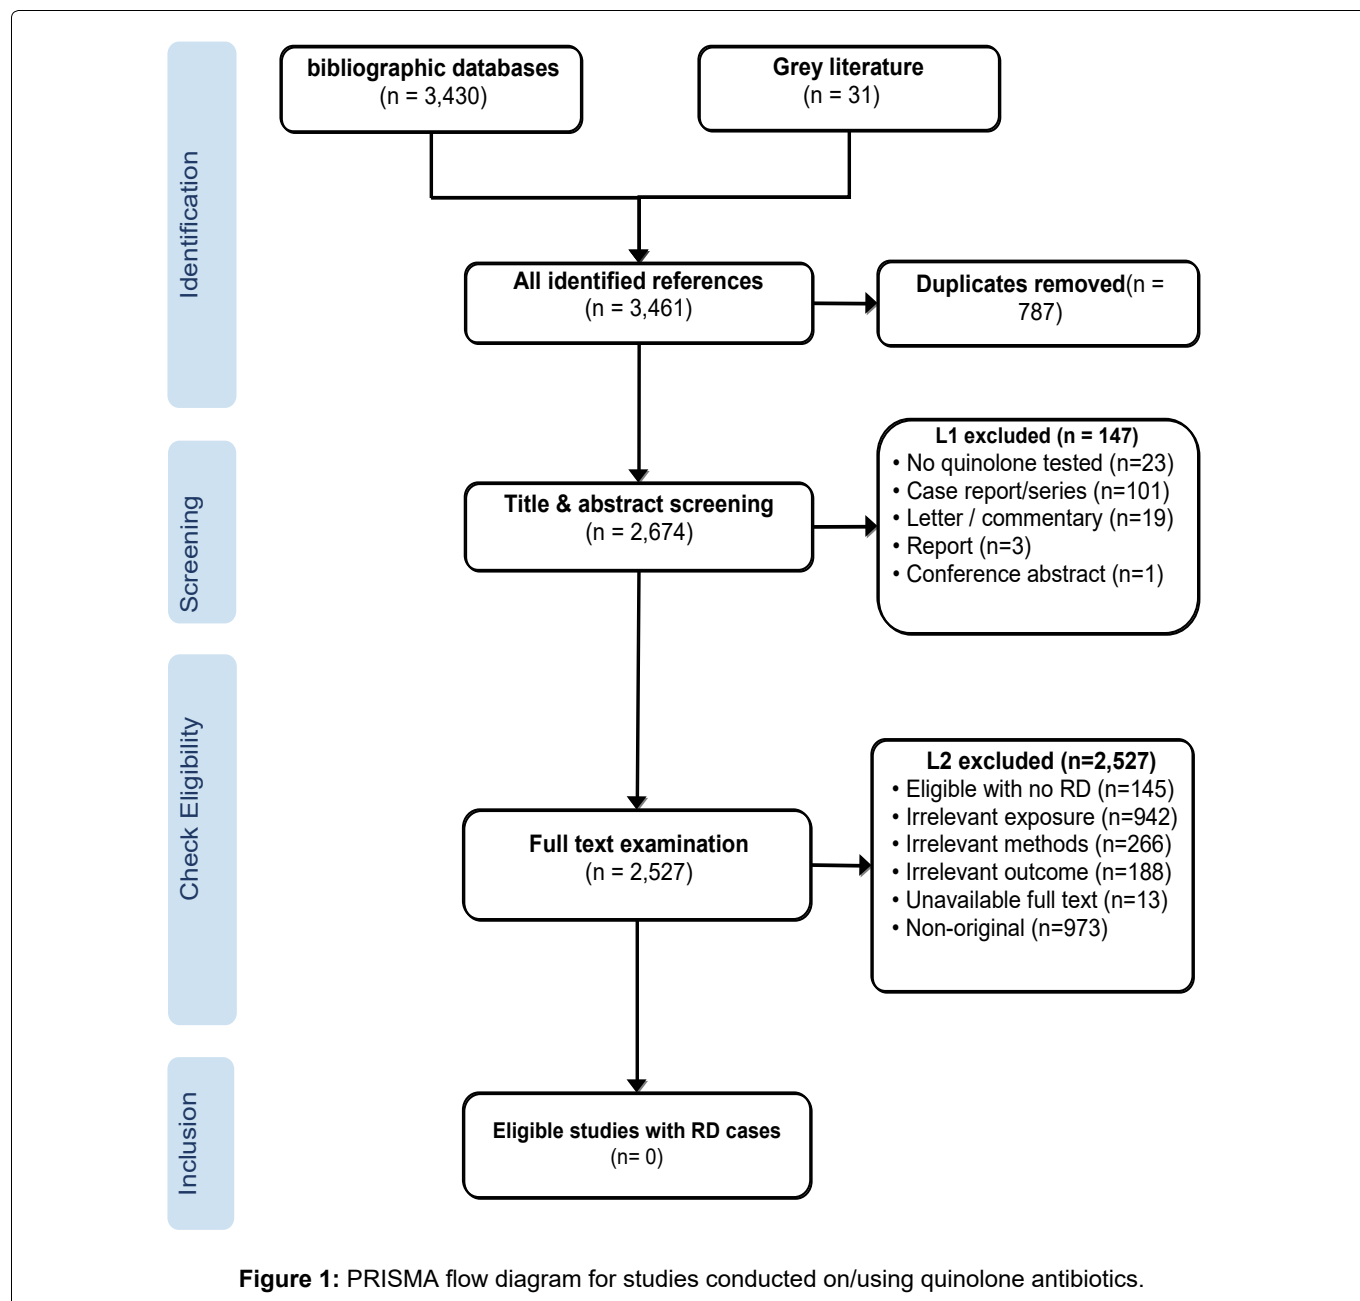 Identification
bibliographic databases
(n = 3,430)
Grey literature
(n = 31)
All identified references
(n = 3,461)
Duplicates removed(n =
787)
Screening
Title & abstract screening
(n = 2,674)
L1 excluded (n = 147)
• No quinolone tested (n=23)
• Case report/series (n=101)
• Letter / commentary (n=19)
• Report (n=3)
• Conference abstract (n=1)
Check Eligibility
Full text examination
(n = 2,527)
L2 excluded (n=2,527)
• Eligible with no RD (n=145)
• Irrelevant exposure (n=942)
• Irrelevant methods (n=266)
• Irrelevant outcome (n=188)
• Unavailable full text (n=13)
• Non-original (n=973)
Inclusion
Eligible studies with RD cases
(n= 0)
Figure 1: PRISMA flow diagram for studies conducted on/using quinolone antibiotics.